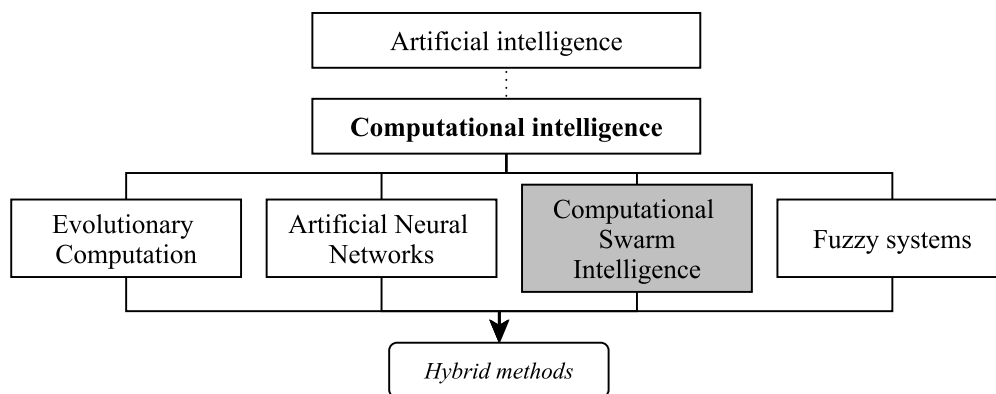 Artificial intelligence
Computational intelligence
Evolutionary
Computation
Artificial Neural
Networks
Computational
Swarm
Intelligence
Fuzzy systems
Hybrid methods